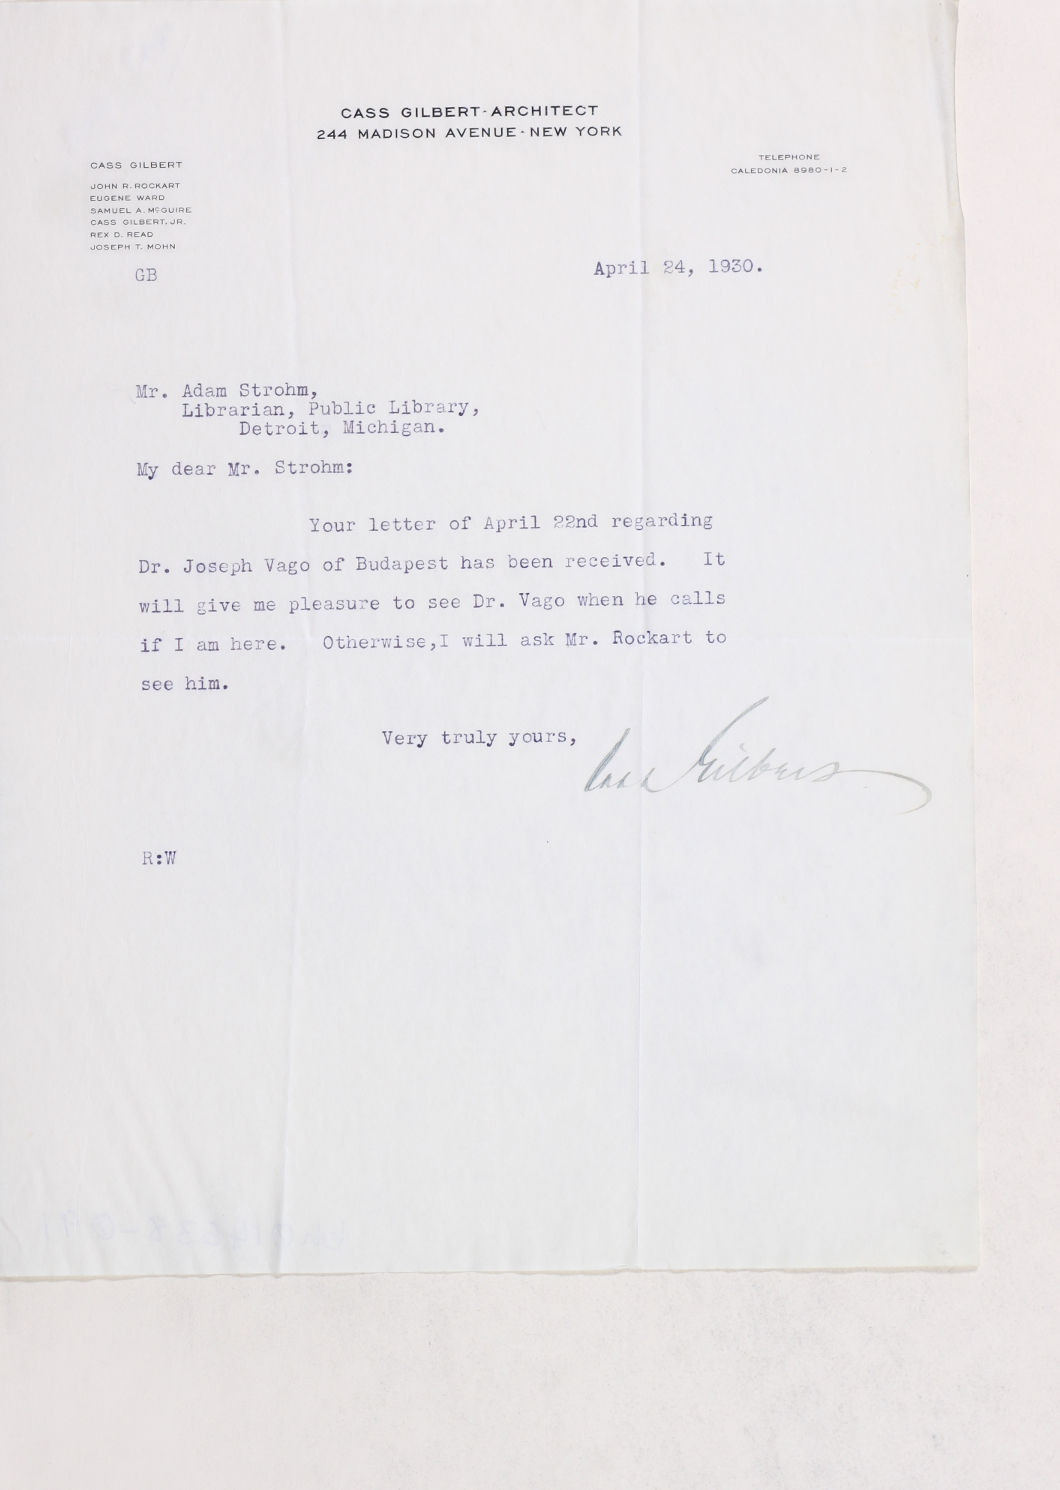 CASS GILBERT-ARCHITECT
244 MADISON AVENUE-NEW YORK
TELEPHONE
CALEDONIA 8980-1-2
CASS GILBERT
JOHN R. ROCKART
EUGENE WARD
SAMUEL A. McGUIRE
CASS GILBERT, JR.
REX D. READ
JOSEPH T. MOHN
GB
April 24, 1930.
Mr. Adam Strohm,
Librarian, Public Library,
Detroit, Michigan.
My dear Mr. Strohm:
Your letter of April 22nd regarding
Dr. Joseph Vago of Budapest has been received. It
will give me pleasure to see Dr. Vago when he calls
if I am here. Otherwise,I will ask Mr. Rockart to
see him.
Very truly yours,
Cass Gilbert
R:W